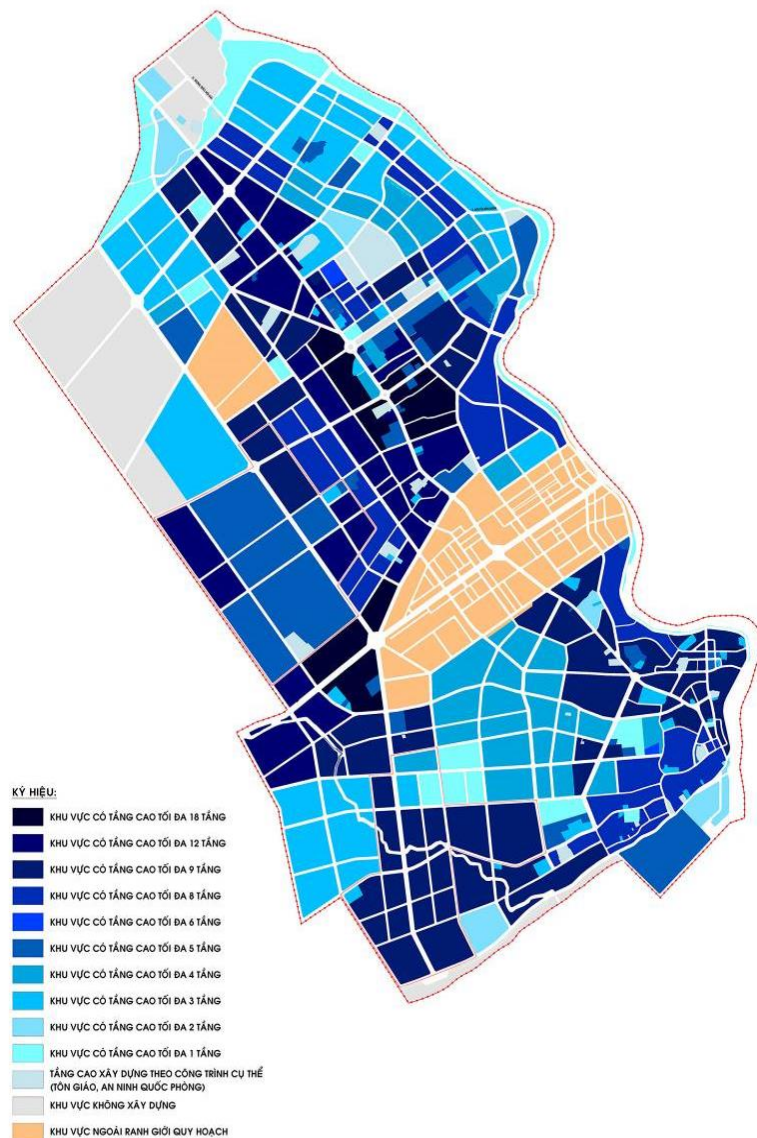 KÝ HIỆU:
KHU VỰC CÓ TẦNG CAO TỐI ĐA 18 TẦNG
KHU VỰC CÓ TẦNG CAO TỐI ĐA 12 TẦNG
KHU VỰC CÓ TẦNG CAO TỐI ĐA 9 TẦNG
KHU VỰC CÓ TẦNG CAO TỐI ĐA 8 TẦNG
KHU VỰC CÓ TẦNG CAO TỐI ĐA 6 TẦNG
KHU VỰC CÓ TẦNG CAO TỐI ĐA 5 TẦNG
KHU VỰC CÓ TẦNG CAO TỐI ĐA 4 TẦNG
KHU VỰC CÓ TẦNG CAO TỐI ĐA 3 TẦNG
KHU VỰC CÓ TẦNG CAO TỐI ĐA 2 TẦNG
KHU VỰC CÓ TẦNG CAO TỐI ĐA 1 TẦNG
TẦNG CAO XÂY DỰNG THEO CÔNG TRÌNH CỤ THỂ
(TÔN GIÁO, AN NINH QUỐC PHÒNG)
KHU VỰC KHÔNG XÂY DỰNG
KHU VỰC NGOÀI RANH GIỚI QUY HOẠCH